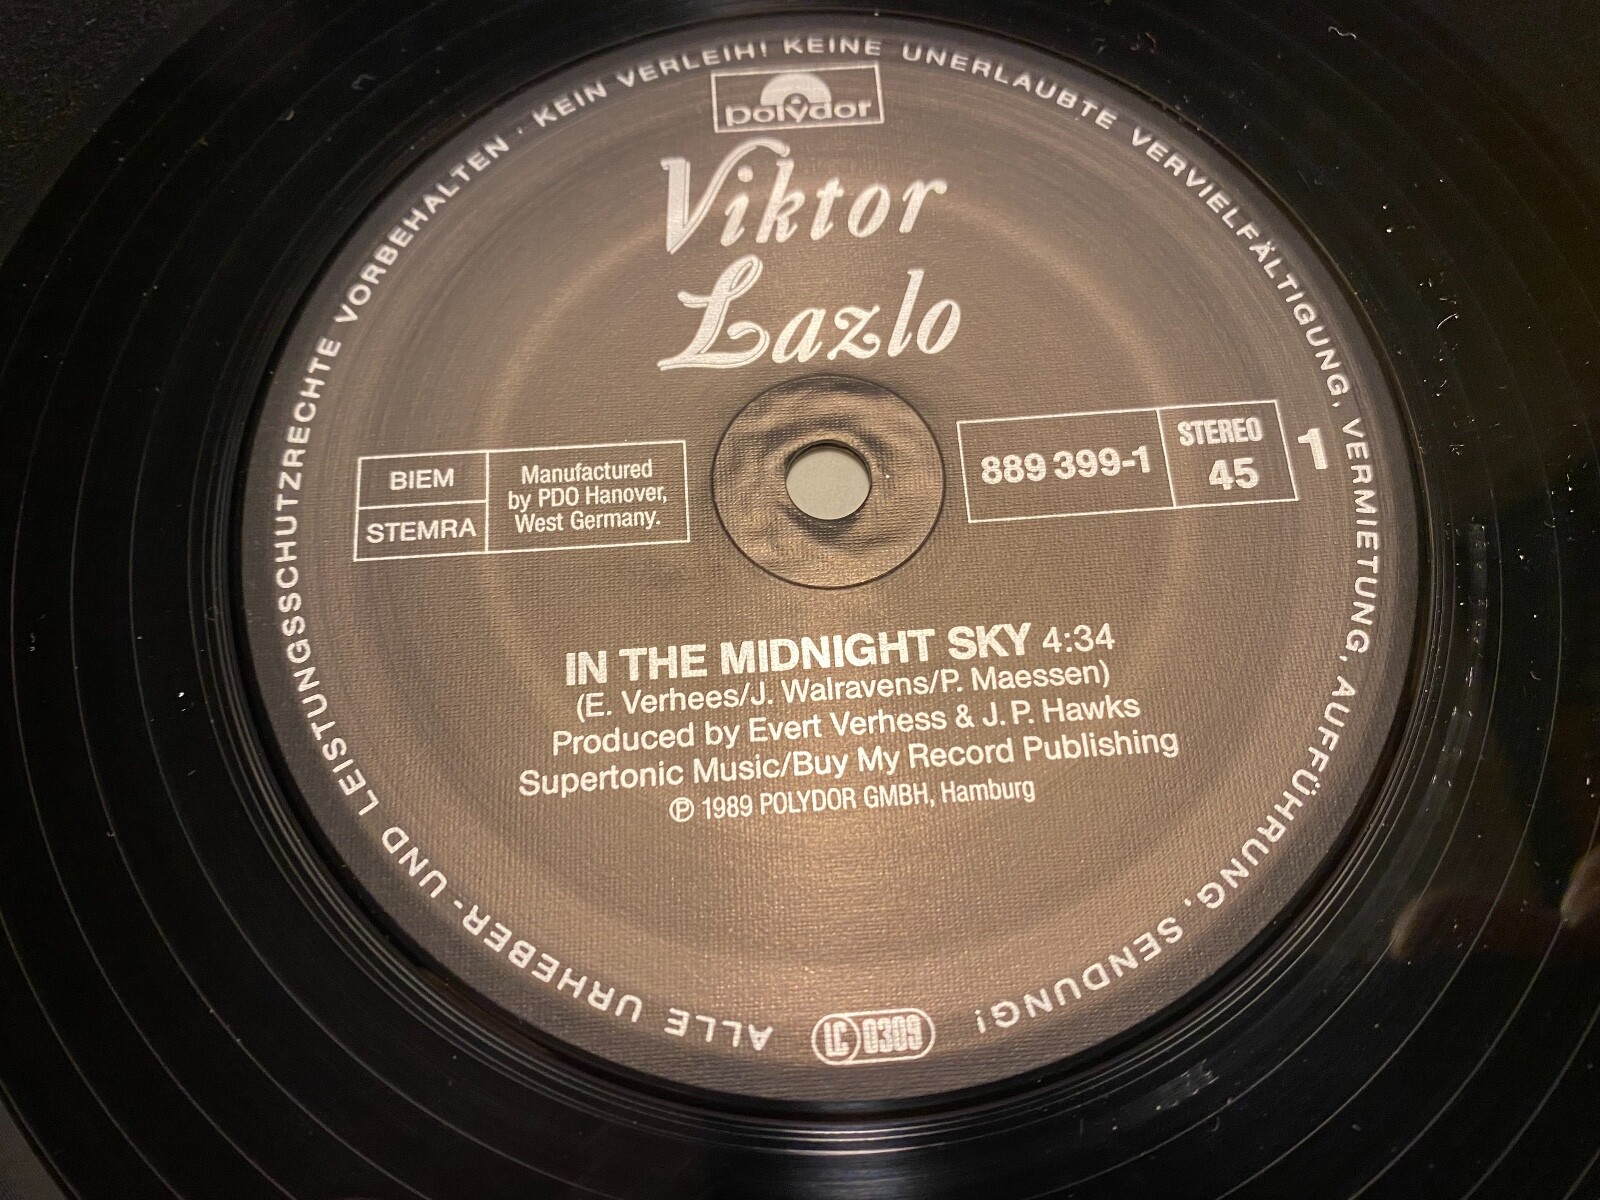 ALLE URHEBER- UND LEISTUNGSSCHUTZRECHTE VORBEHALTEN · KEIN VERLEIH! KEINE UNERLAUBTE VERVIELFÄLTIGUNG, VERMIETUNG, AUFFÜHRUNG, SENDUNG!
polydor
Viktor
Lazlo
BIEM
STEMRA
Manufactured
by PDO Hanover,
West Germany.
889 399-1
STEREO
45
1
IN THE MIDNIGHT SKY 4:34
(E. Verhees/J. Walravens/P. Maessen)
Produced by Evert Verhess & J. P. Hawks
Supertonic Music/Buy My Record Publishing
℗ 1989 POLYDOR GMBH, Hamburg
LC 0309